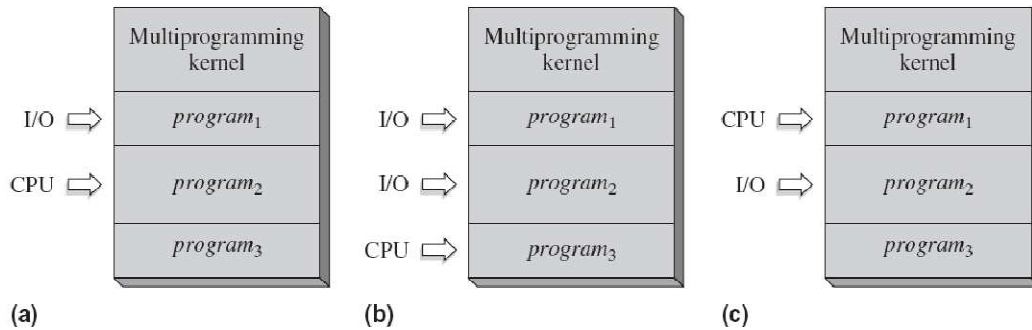 Multiprogramming
kernel
I/O
program1
CPU
program2
program3
(a)
Multiprogramming
kernel
I/O
program1
I/O
program2
CPU
program3
(b)
Multiprogramming
kernel
CPU
program1
I/O
program2
program3
(c)